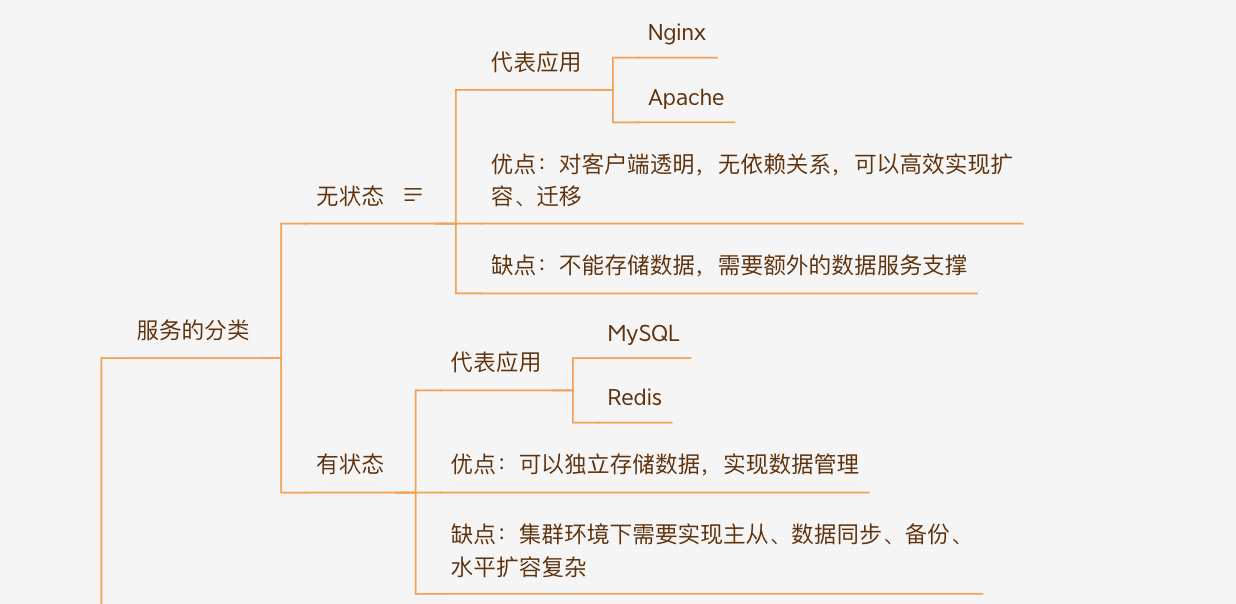 Nginx
代表应用
Apache
优点：对客户端透明，无依赖关系，可以高效实现扩
容、迁移
无状态
缺点：不能存储数据，需要额外的数据服务支撑
服务的分类
MySQL
代表应用
Redis
有状态
优点：可以独立存储数据，实现数据管理
缺点：集群环境下需要实现主从、数据同步、备份、
水平扩容复杂